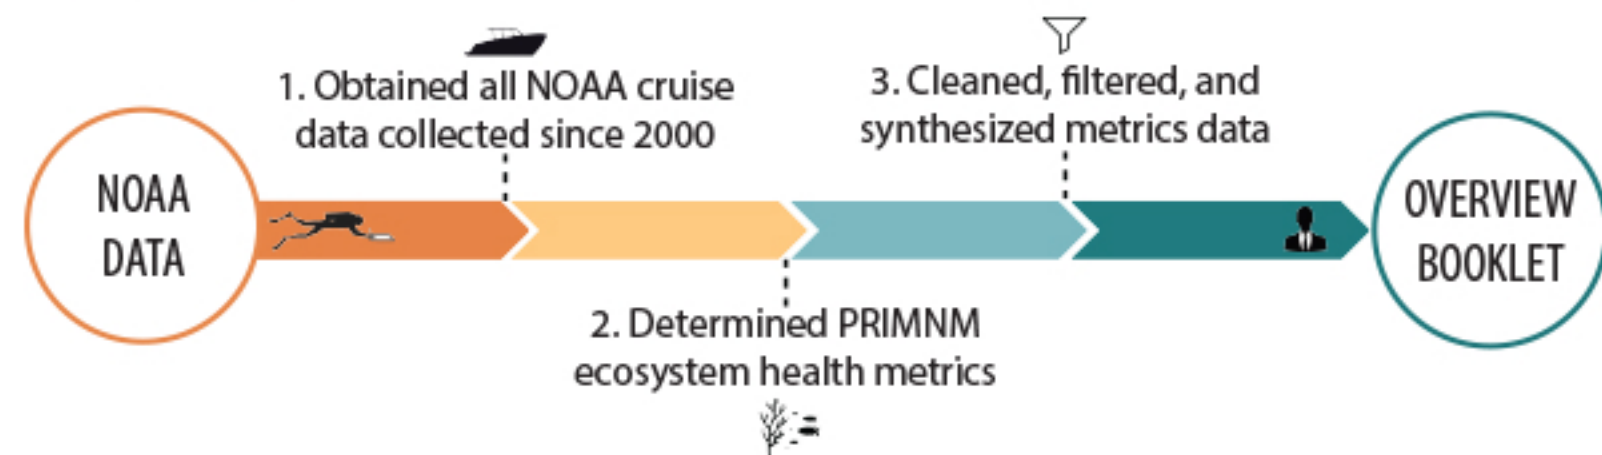 NOAA
DATA
1. Obtained all NOAA cruise
data collected since 2000
2. Determined PRIMNM
ecosystem health metrics
3. Cleaned, filtered, and
synthesized metrics data
OVERVIEW
BOOKLET